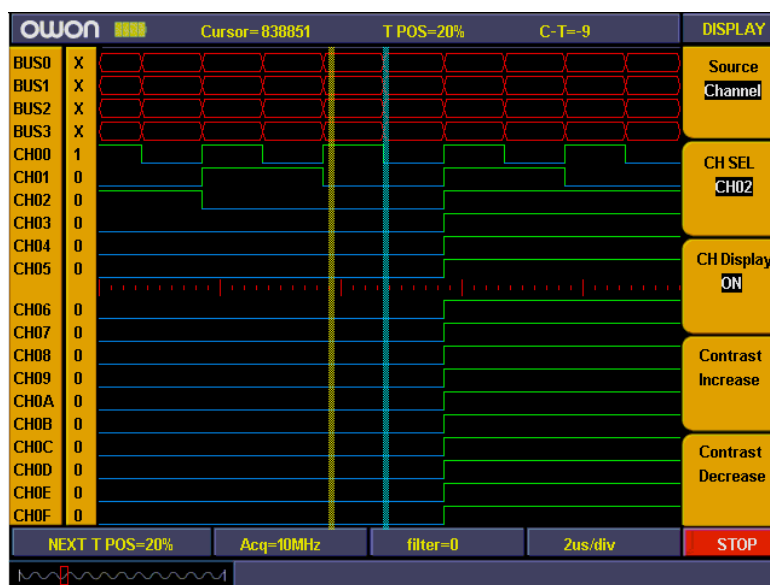 owon Cursor=838851 T POS=20% C-T=-9 DISPLAY
BUS0 X
BUS1 X
BUS2 X
BUS3 X
CH00 1
CH01 0
CH02 0
CH03 0
CH04 0
CH05 0
CH06 0
CH07 0
CH08 0
CH09 0
CH0A 0
CH0B 0
CH0C 0
CH0D 0
CH0E 0
CH0F 0
Source
Channel
CH SEL
CH02
CH Display
ON
Contrast
Increase
Contrast
Decrease
NEXT T POS=20% Acq=10MHz filter=0 2us/div STOP